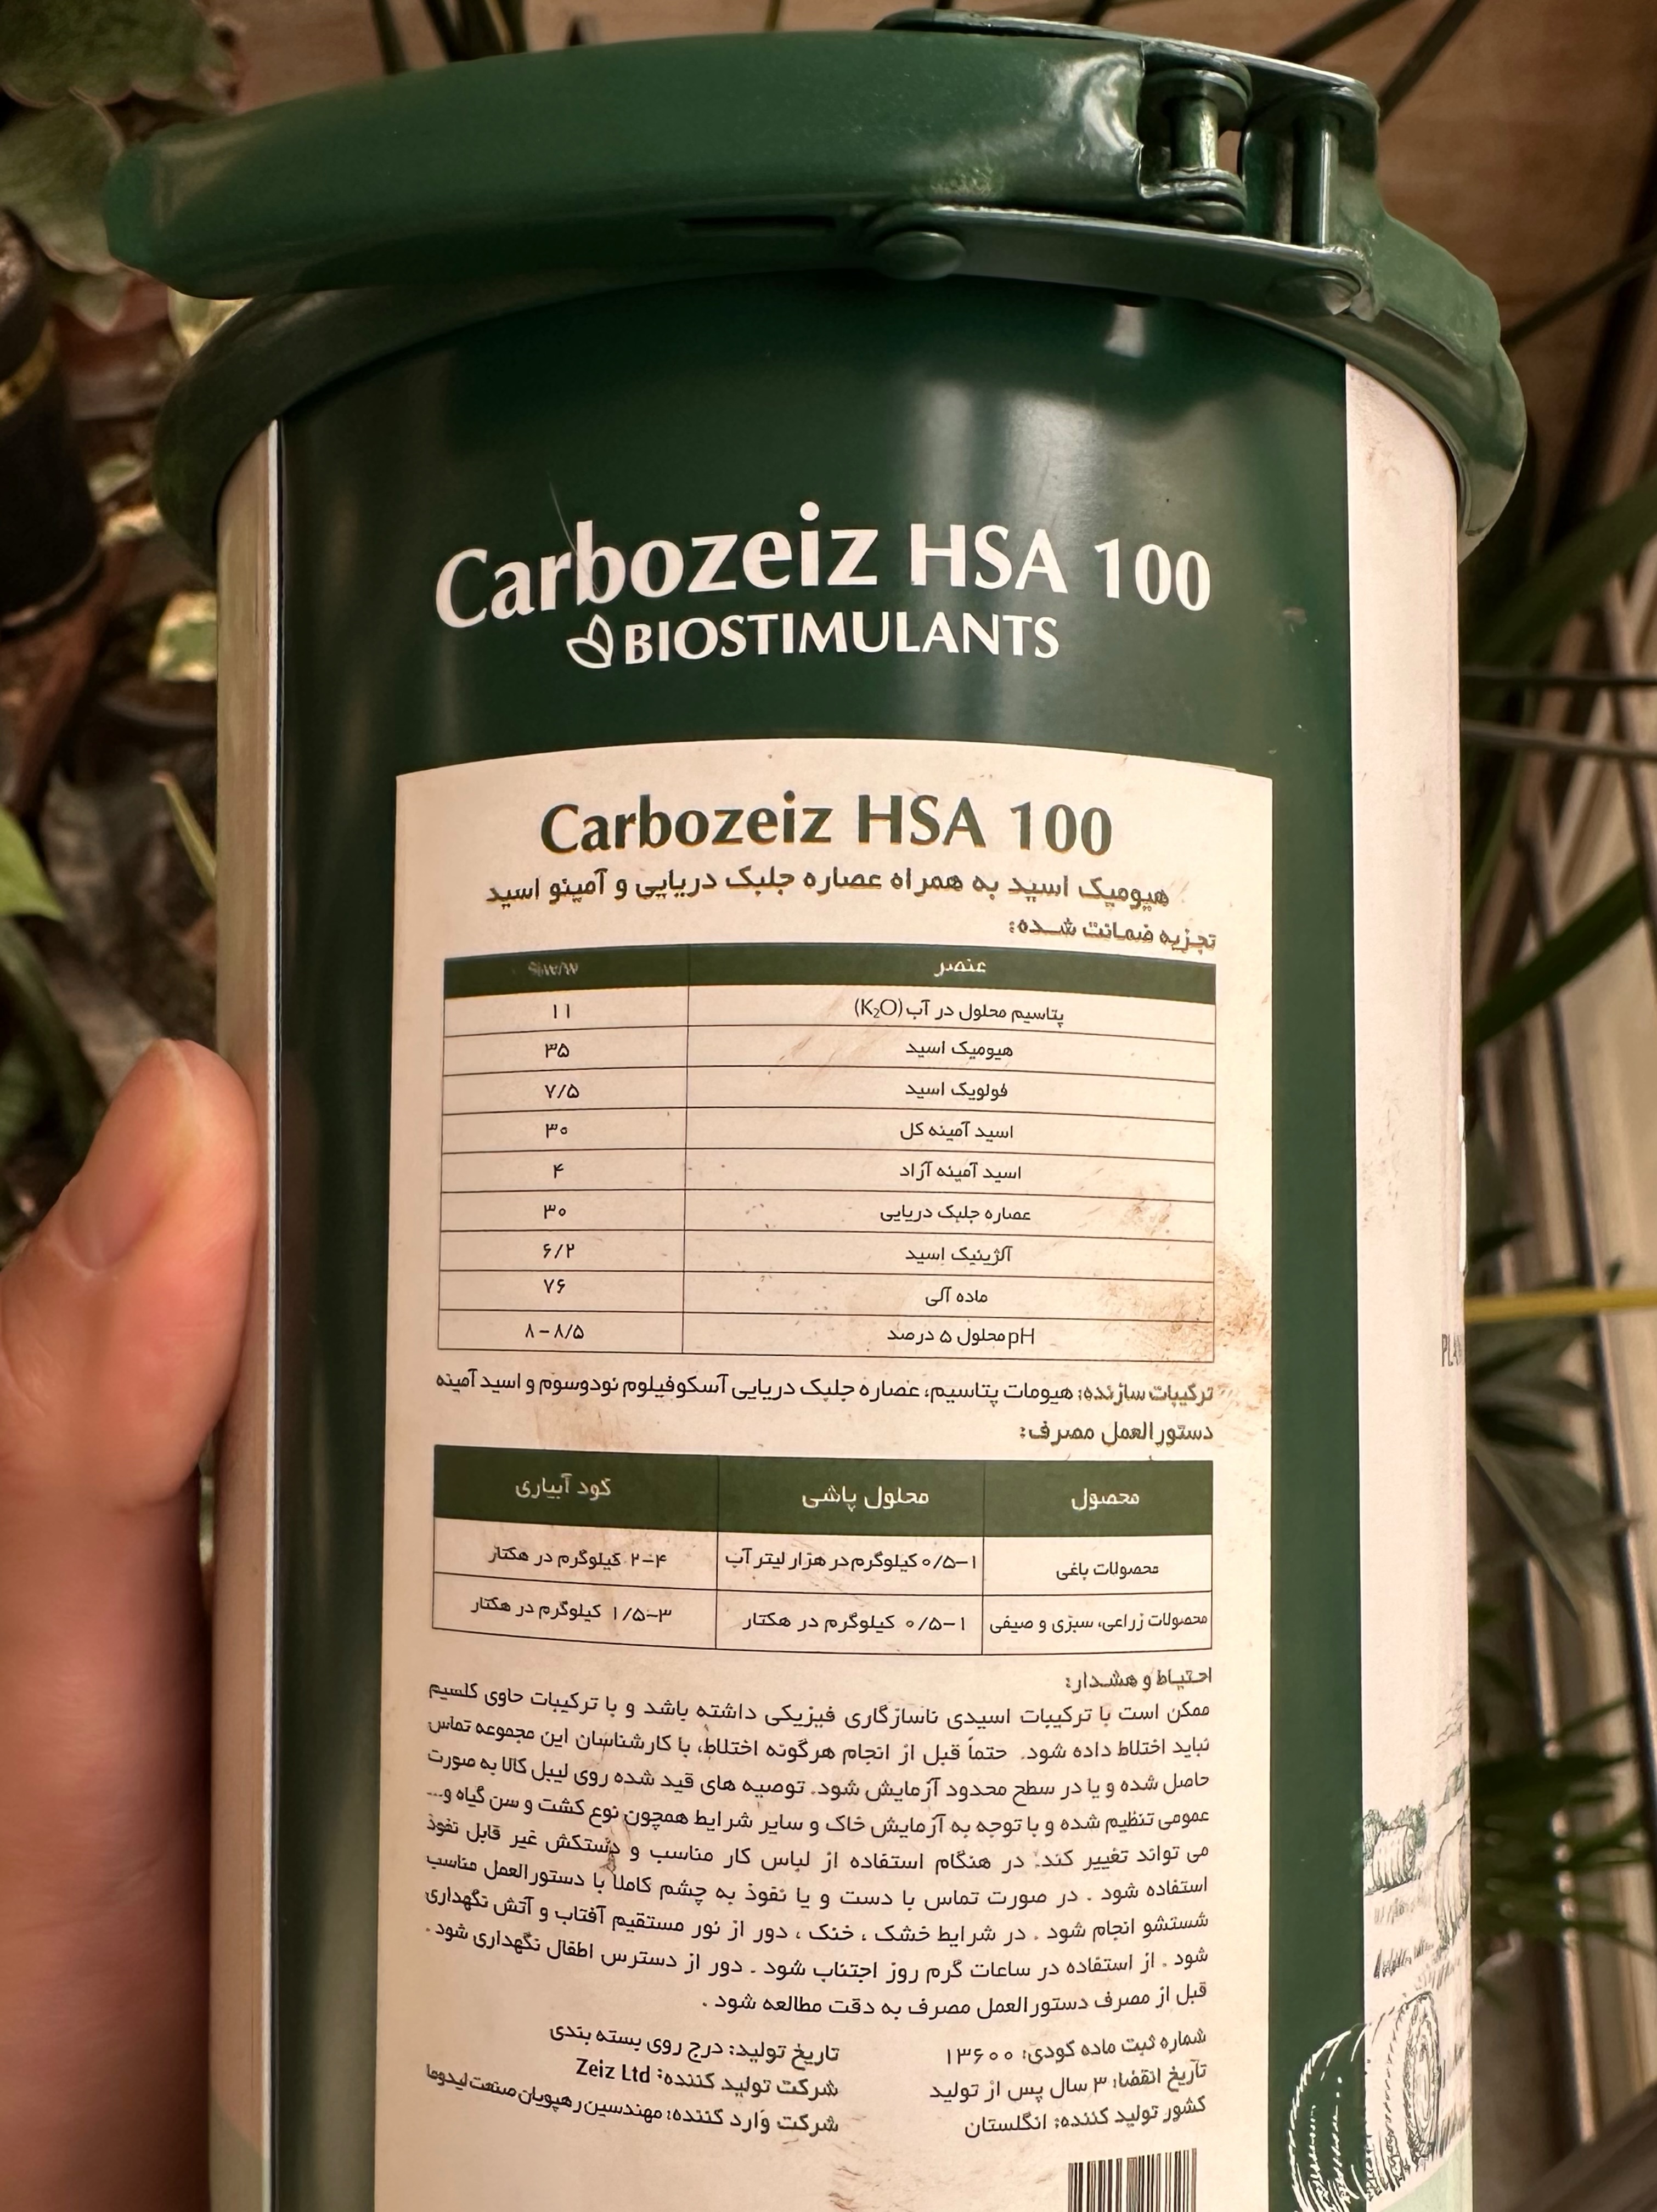 Carbozeiz HSA 100
BIOSTIMULANTS
Carbozeiz HSA 100
هیومیک اسید به همراه عصاره جلبک دریایی و آمینو اسید
تجزیه ضمانت شده:
عنصر %w/w
پتاسیم محلول در آب (K₂O) ۱۱
هیومیک اسید ۳۵
فولویک اسید ۷/۵
اسید آمینه کل ۳۰
اسید آمینه آزاد ۴
عصاره جلبک دریایی ۳۰
آلژینیک اسید ۶/۲
ماده آلی ۷۶
pH محلول ۵ درصد ۸-۸/۵
ترکیبات سازنده: هیومات پتاسیم، عصاره جلبک دریایی آسکوفیلوم نودوسوم و اسید آمینه
دستورالعمل مصرف:
محصول محلول پاشی کود آبیاری
محصولات باغی ۰/۵-۱ کیلوگرم در هزار لیتر آب ۲-۴ کیلوگرم در هکتار
محصولات زراعی، سبزی و صیفی ۰/۵-۱ کیلوگرم در هکتار ۱/۵-۳ کیلوگرم در هکتار
احتیاط و هشدار:
ممکن است با ترکیبات اسیدی ناسازگاری فیزیکی داشته باشد و با ترکیبات حاوی کلسیم
نباید اختلاط داده شود. حتماً قبل از انجام هرگونه اختلاط، با کارشناسان این مجموعه تماس
حاصل شده و یا در سطح محدود آزمایش شود. توصیه های قید شده روی لیبل کالا به صورت
عمومی تنظیم شده و با توجه به آزمایش خاک و سایر شرایط همچون نوع کشت و سن گیاه و...
می تواند تغییر کند. در هنگام استفاده از لباس کار مناسب و دستکش غیر قابل نفوذ
استفاده شود . در صورت تماس با دست و یا نفوذ به چشم کاملاً با دستورالعمل مناسب
شستشو انجام شود . در شرایط خشک ، خنک ، دور از نور مستقیم آفتاب و آتش نگهداری
شود . از استفاده در ساعات گرم روز اجتناب شود . دور از دسترس اطفال نگهداری شود .
قبل از مصرف دستورالعمل مصرف به دقت مطالعه شود .
شماره ثبت ماده کودی: ۱۳۶۰۰ تاریخ تولید: درج روی بسته بندی
تاریخ انقضا: ۳ سال پس از تولید شرکت تولید کننده: Zeiz Ltd
کشور تولید کننده: انگلستان شرکت وارد کننده: مهندسین رهپویان صنعت لیدوما